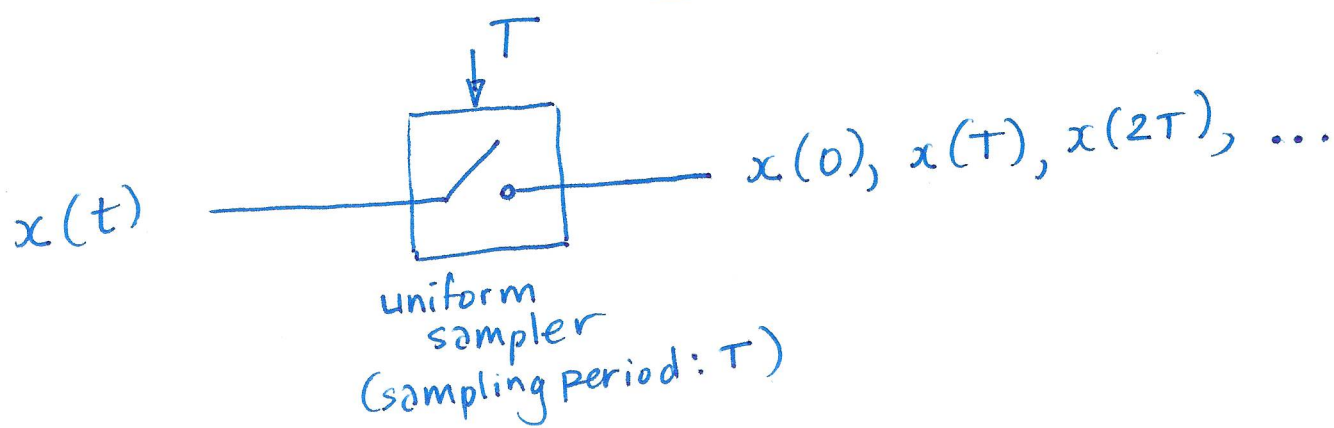 T
x(t)
x(0), x(T), x(2T), ...
uniform
sampler
(sampling period: T)